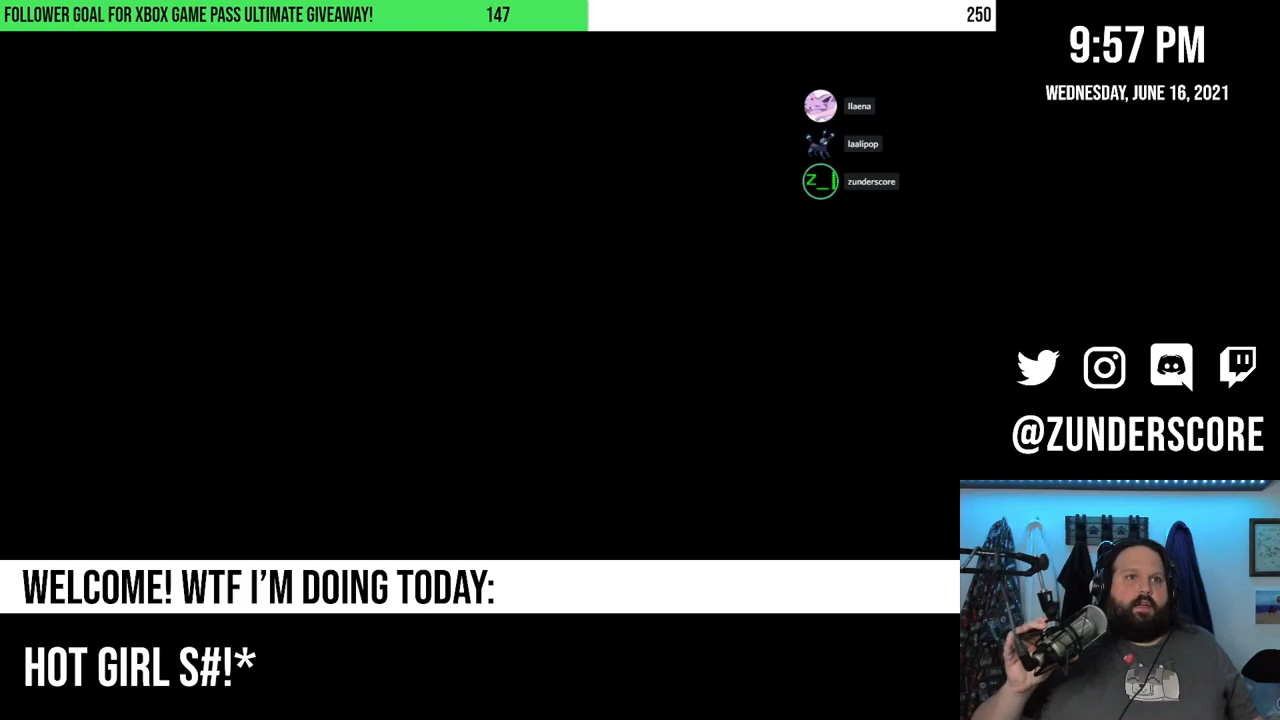 FOLLOWER GOAL FOR XBOX GAME PASS ULTIMATE GIVEAWAY! 147 250
9:57 PM
WEDNESDAY, JUNE 16, 2021
llaena
laalipop
Z_
zunderscore
@ZUNDERSCORE
WELCOME! WTF I'M DOING TODAY:
HOT GIRL S#!*